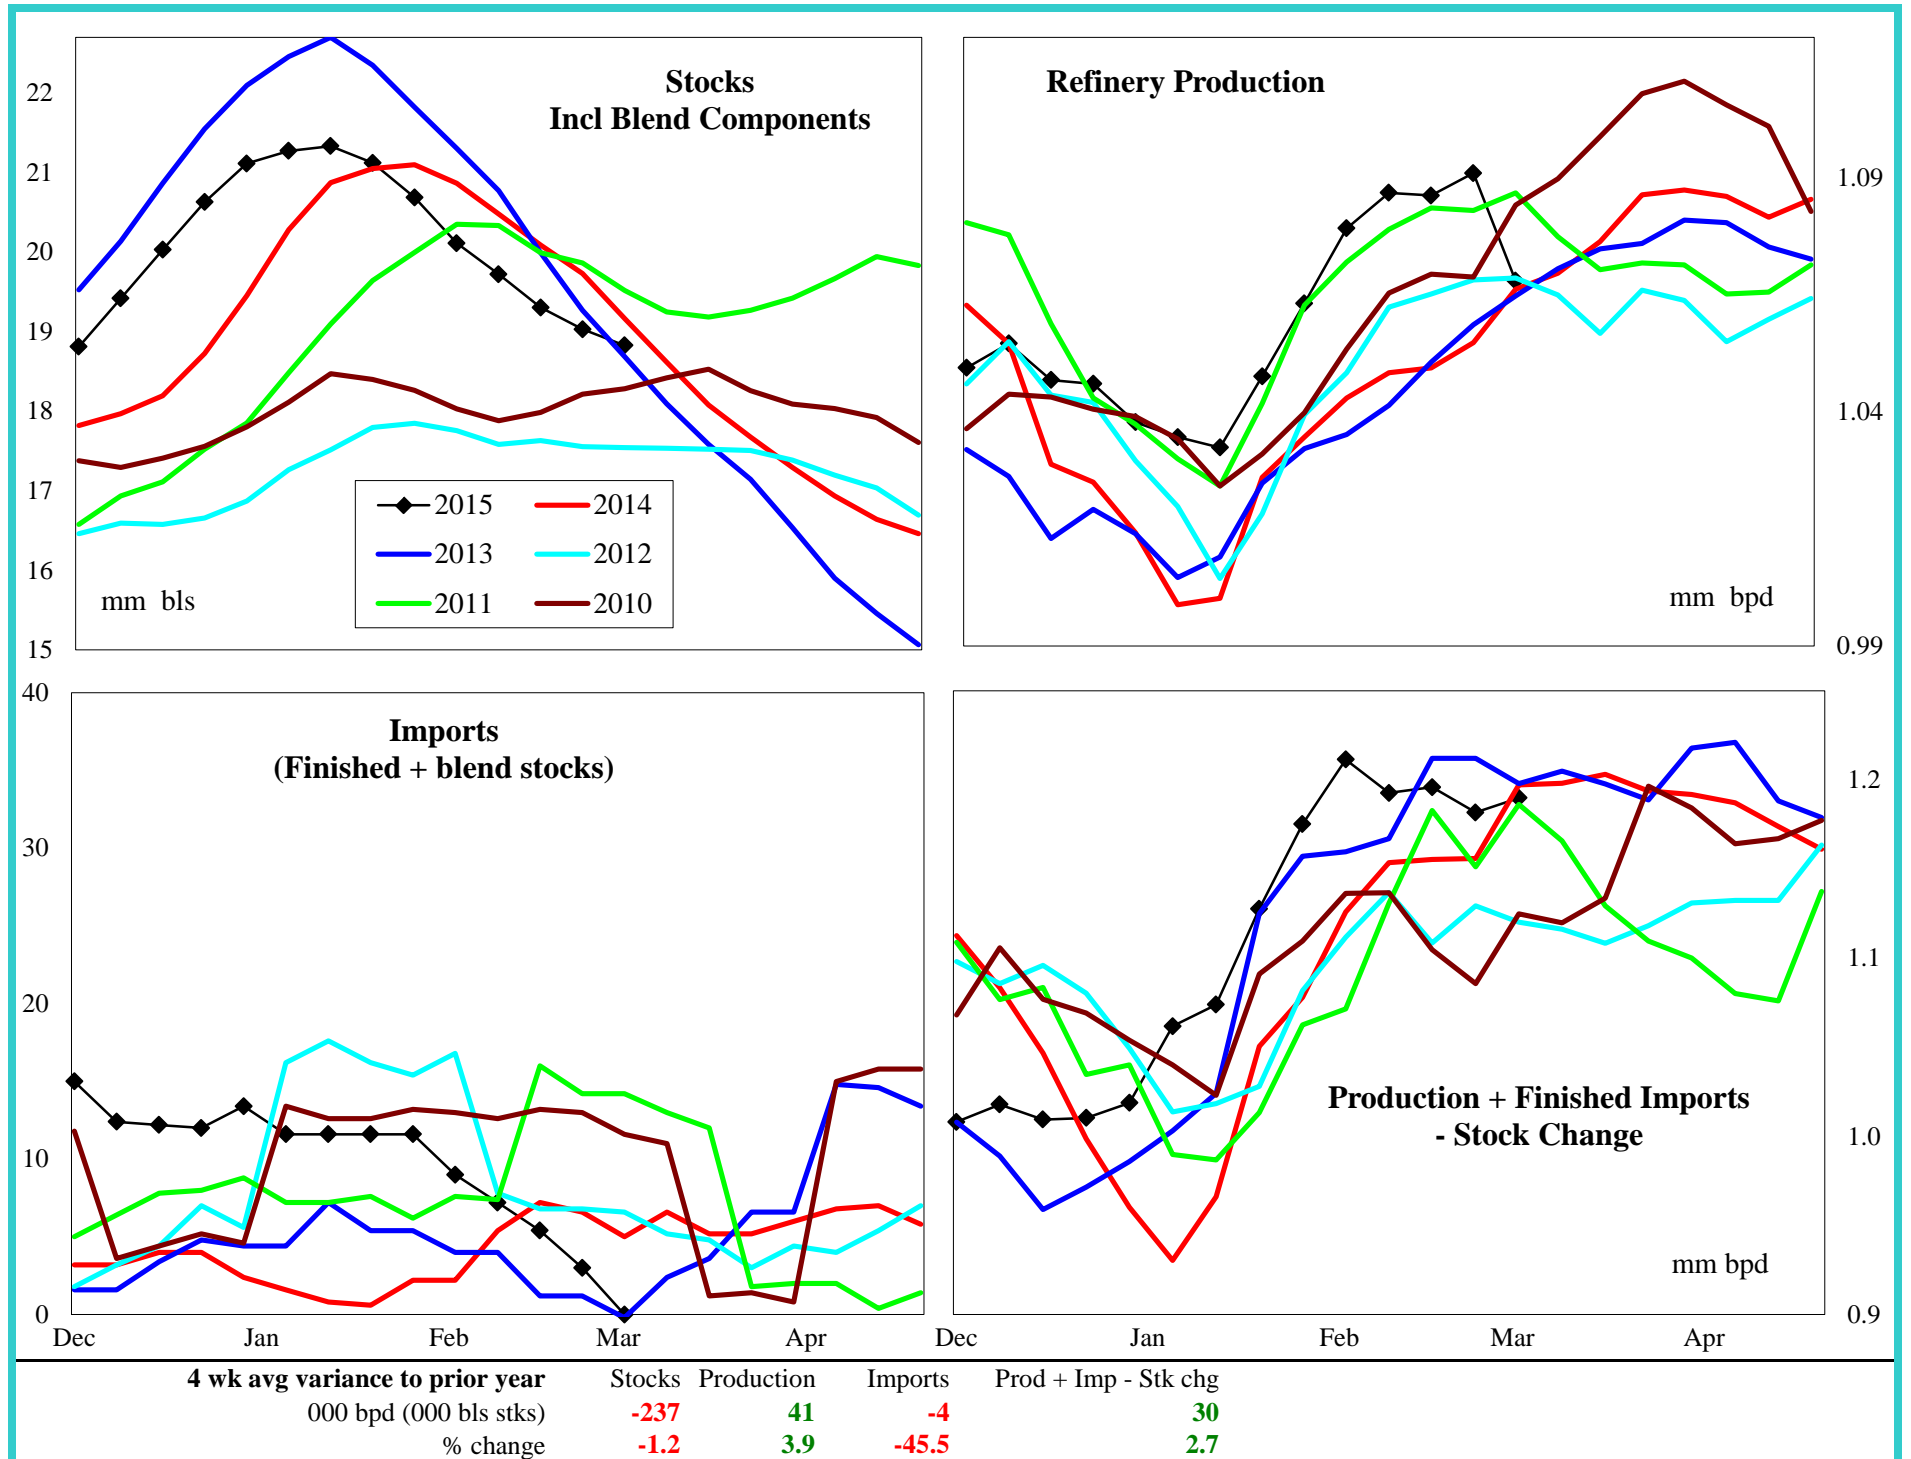 Stocks
Incl Blend Components
22
21
20
19
18
17
16
15
2015 2014
2013 2012
2011 2010
mm bls
Refinery Production
1.09
1.04
0.99
mm bpd
Imports
(Finished + blend stocks)
40
30
20
10
0
Dec Jan Feb Mar Apr
Production + Finished Imports
- Stock Change
1.2
1.1
1.0
0.9
mm bpd
Dec Jan Feb Mar Apr
4 wk avg variance to prior year Stocks Production Imports Prod + Imp - Stk chg
000 bpd (000 bls stks) -237 41 -4 30
% change -1.2 3.9 -45.5 2.7